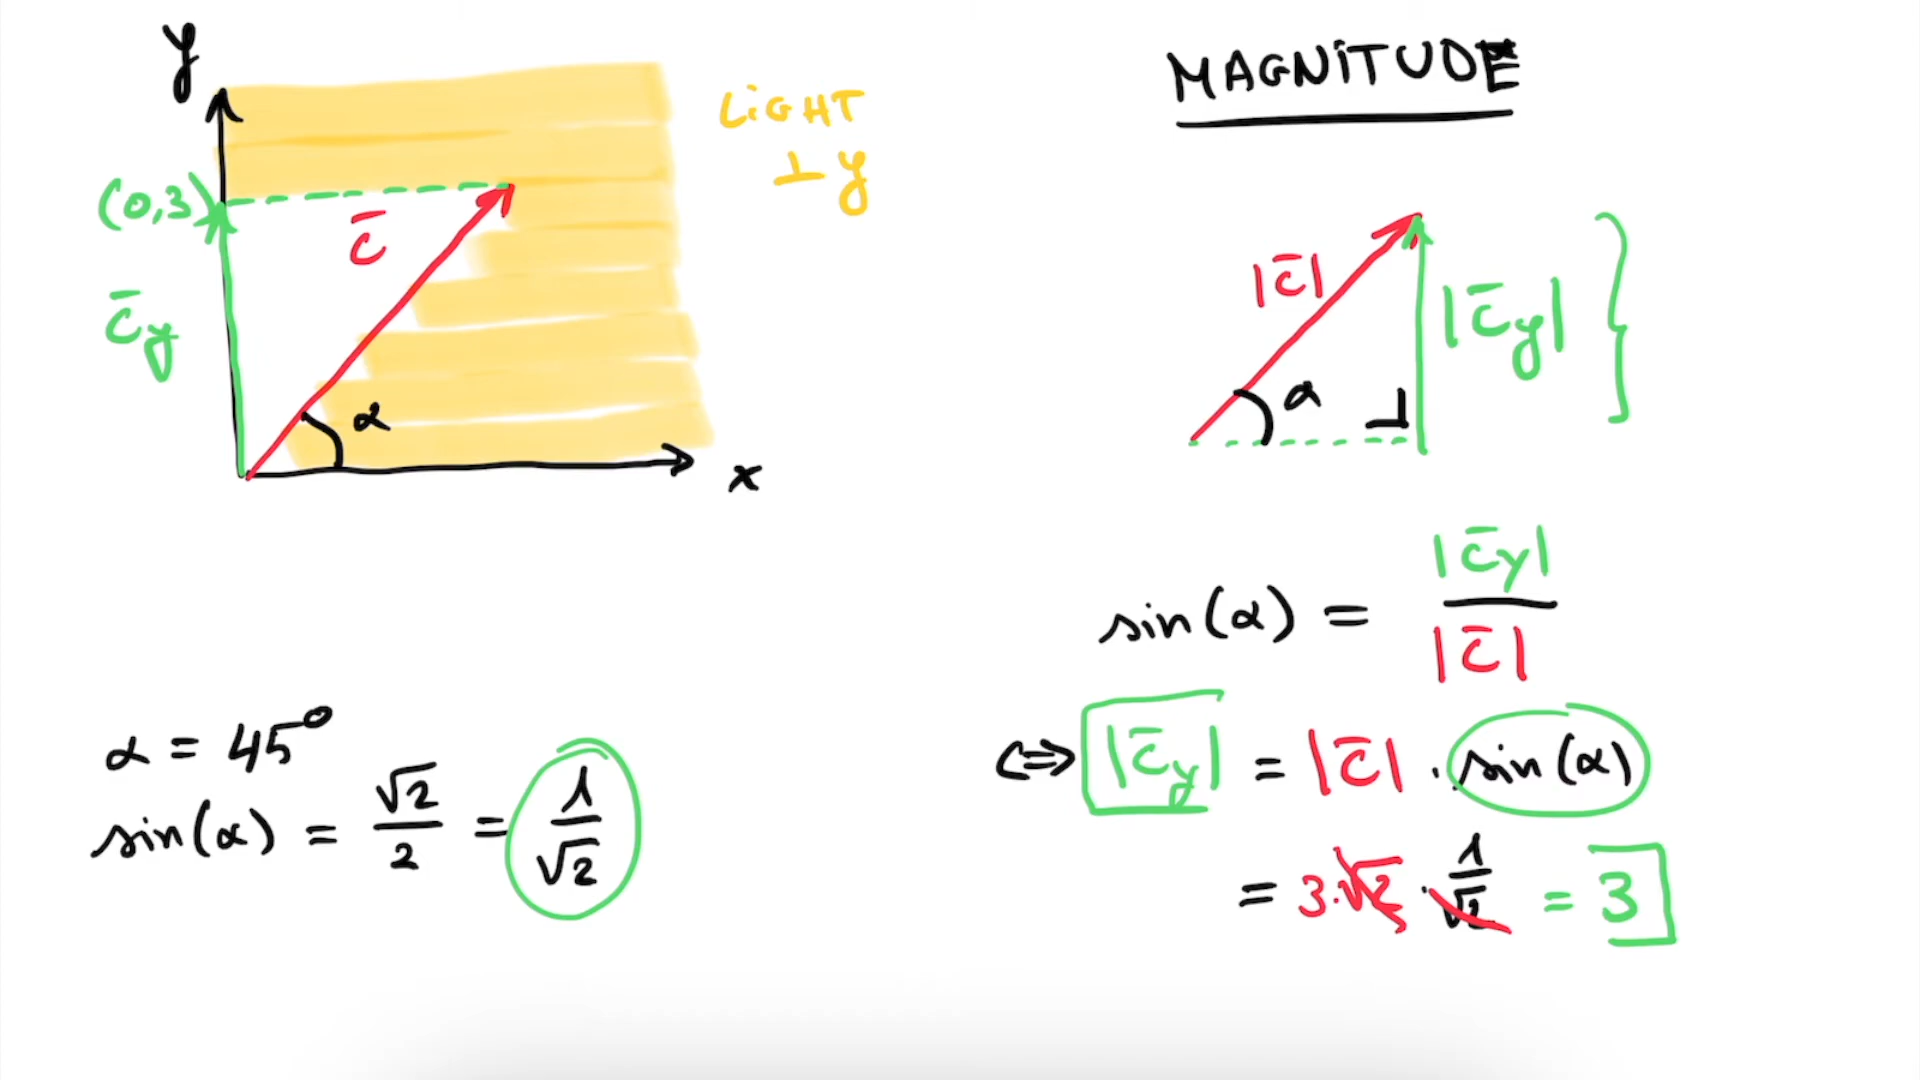 y
LiGHT
⊥ y
(0,3)
c̄
c̄y
α
x
MAGNiTUDE
|c̄|
|c̄y|
α
sin(α) = |c̄y| / |c̄|
⇔ |c̄y| = |c̄| · sin(α)
= 3·√2 · 1/√2 = 3
α = 45°
sin(α) = √2/2 = 1/√2